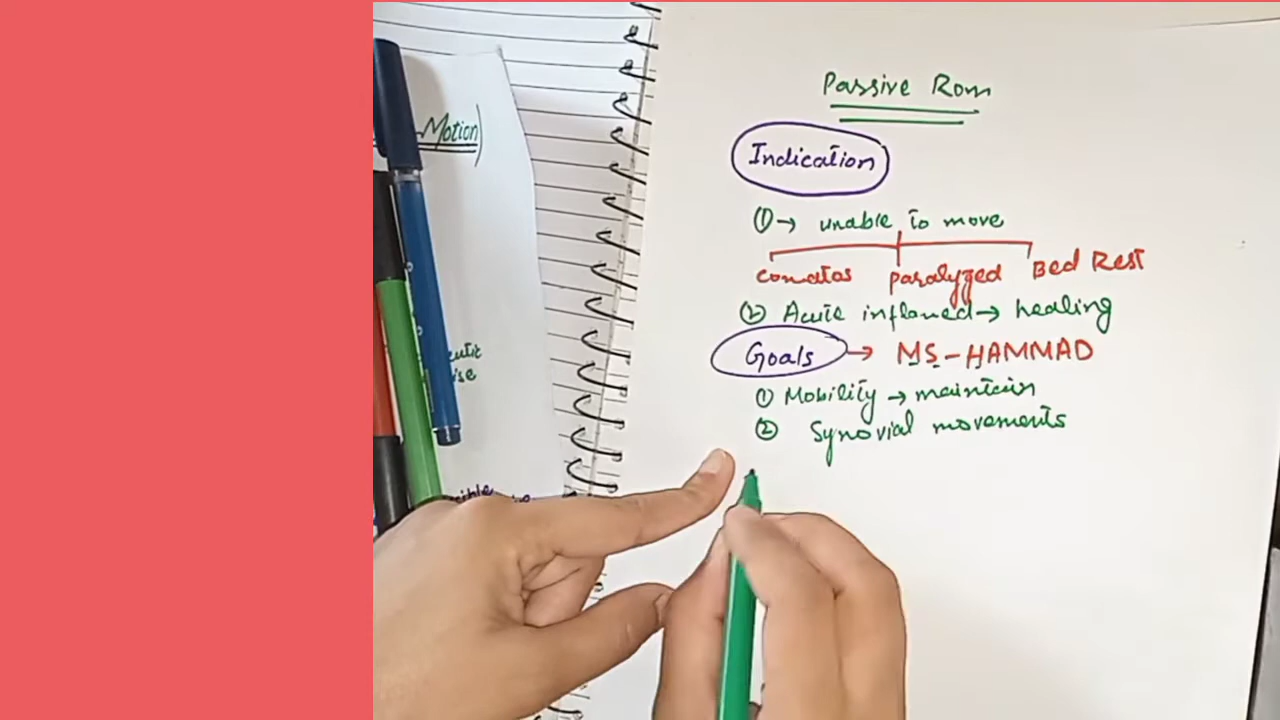 Motion)
Passive Rom
Indication
① → unable to move
comatos paralyzed Bed Rest
② Acute inflamed → healing
Goals → MS-HAMMAD
① Mobility → maintain
② Synovial movements